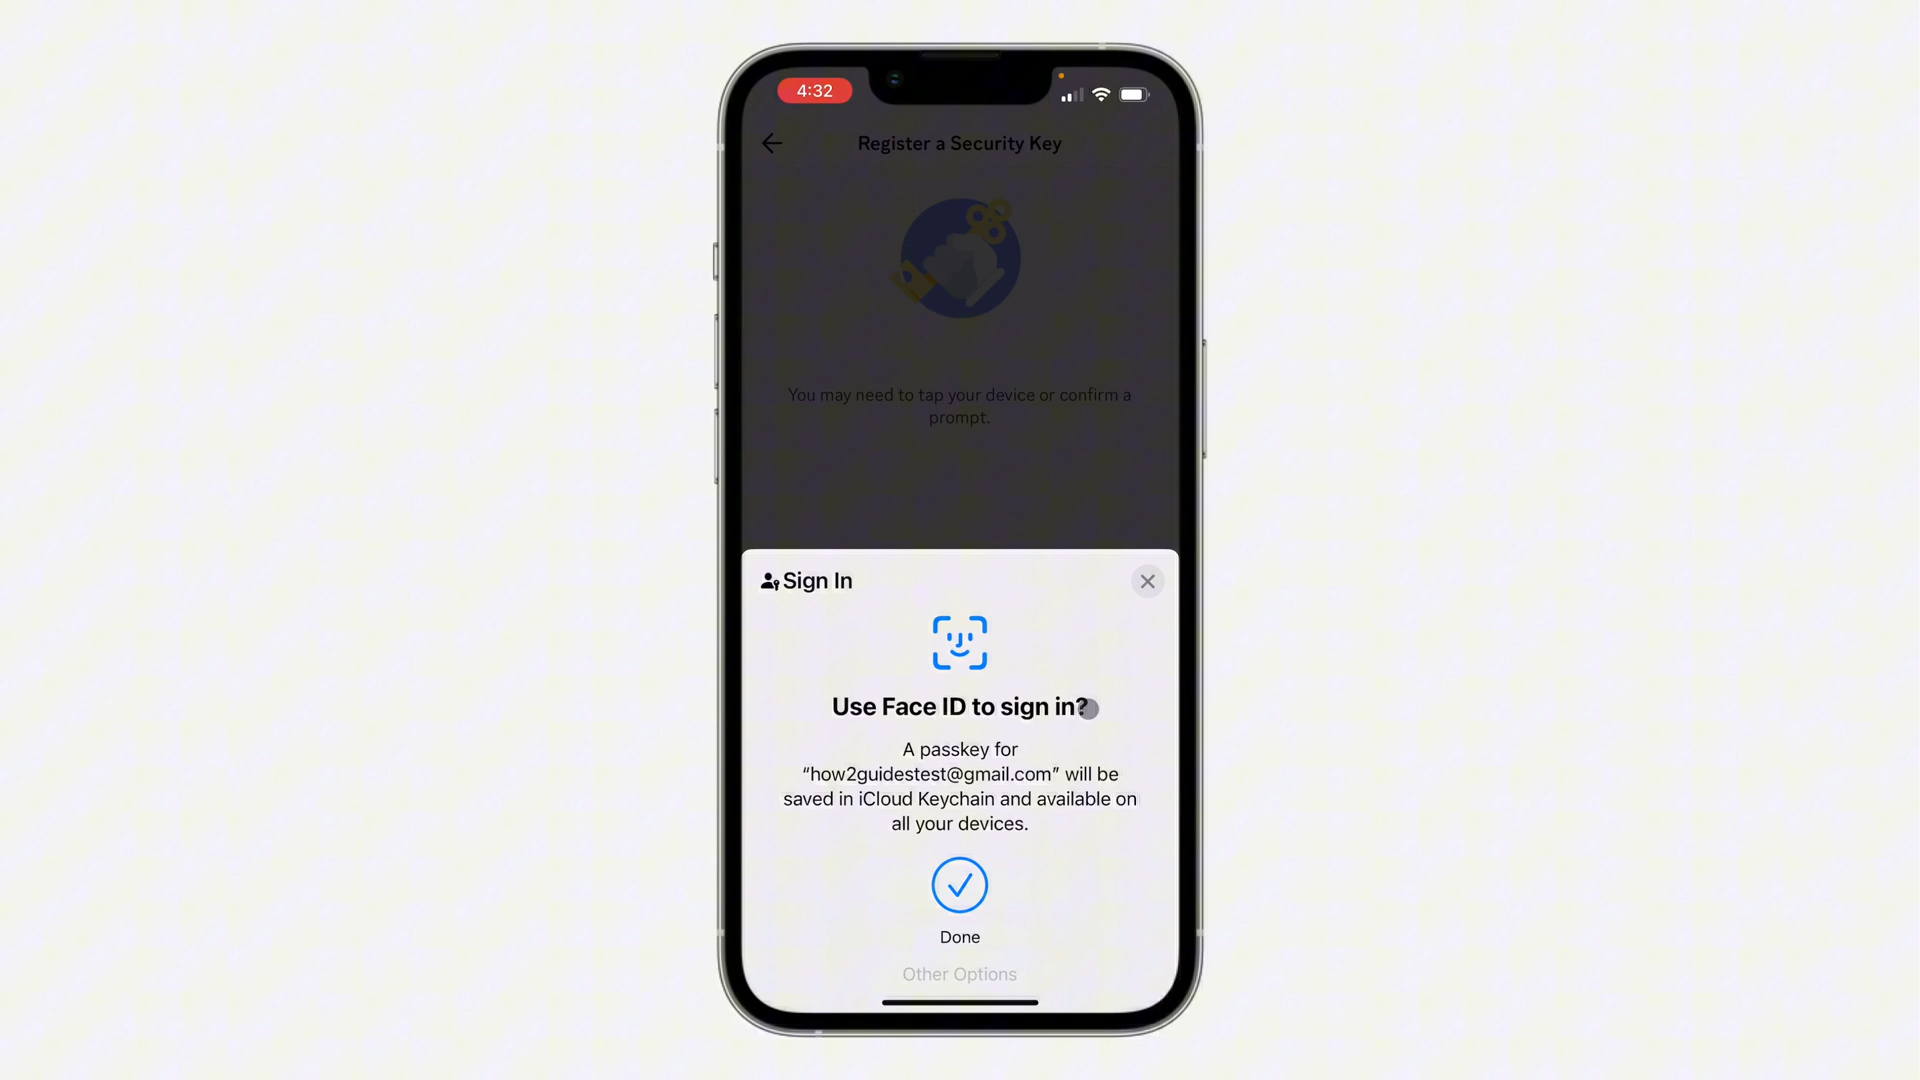 4:32
Register a Security Key
You may need to tap your device or confirm a
prompt.
Sign In
Use Face ID to sign in?
A passkey for
“how2guidestest@gmail.com” will be
saved in iCloud Keychain and available on
all your devices.
Done
Other Options